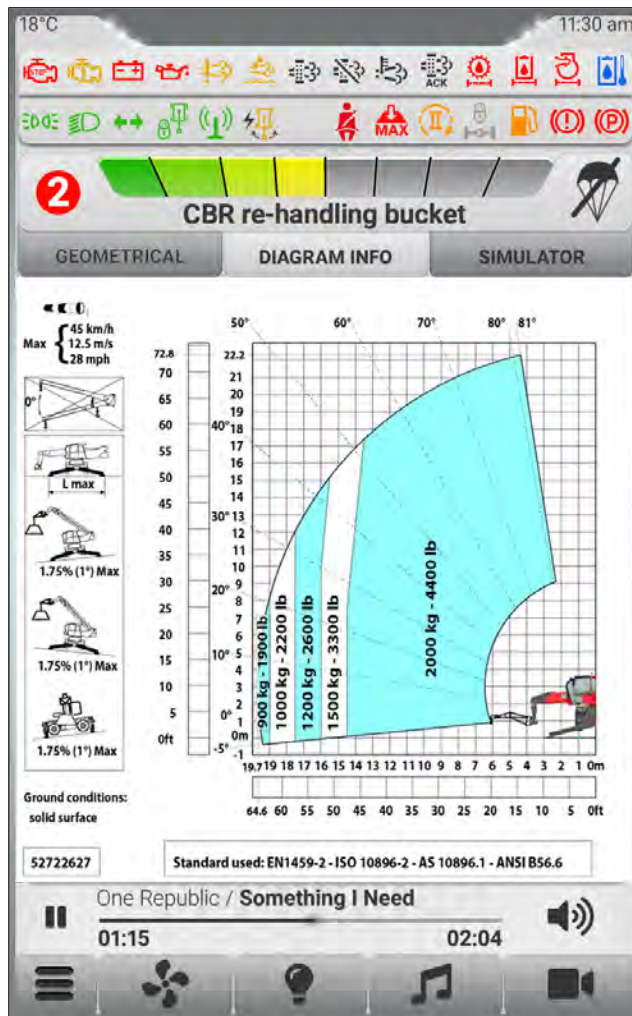 18°C 11:30 am
STOP
ACK
MAX
II
P
2
CBR re-handling bucket
GEOMETRICAL DIAGRAM INFO SIMULATOR
Max { 45 km/h
12.5 m/s
28 mph
0°
L max
1.75% (1°) Max
1.75% (1°) Max
1.75% (1°) Max
Ground conditions:
solid surface
52722627
72.8
70
65
60
55
50
45
40
35
30
25
20
15
10
5
0ft
50° 60° 70° 80° 81°
40°
30°
20°
10°
0°
-5°
22.2
21
20
19
18
17
16
15
14
13
12
11
10
9
8
7
6
5
4
3
2
1
0m
-1
900 kg - 1900 lb
1000 kg - 2200 lb
1200 kg - 2600 lb
1500 kg - 3300 lb
2000 kg - 4400 lb
19.7 19 18 17 16 15 14 13 12 11 10 9 8 7 6 5 4 3 2 1 0m
64.6 60 55 50 45 40 35 30 25 20 15 10 5 0ft
Standard used: EN1459-2 - ISO 10896-2 - AS 10896.1 - ANSI B56.6
One Republic / Something I Need
01:15 02:04